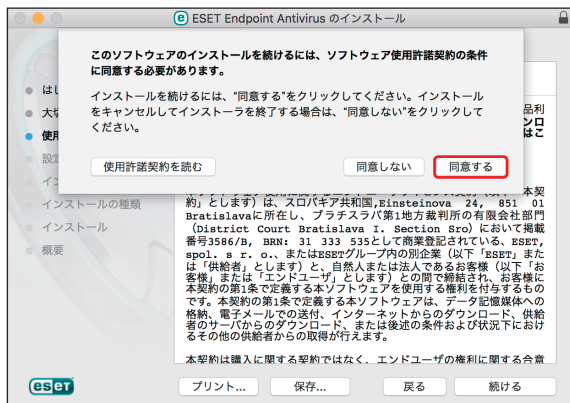 ESET Endpoint Antivirus のインストール
このソフトウェアのインストールを続けるには、ソフトウェア使用許諾契約の条件
に同意する必要があります。
インストールを続けるには、“同意する”をクリックしてください。インストール
をキャンセルしてインストーラを終了する場合は、“同意しない”をクリックして
ください。
使用許諾契約を読む
同意しない
同意する
は
大切
使用
設定
イン
インストールの種類
インストール
概要
品利
ンロ
はこ
約」とします）は、スロバキア共和国,Einsteinova 24, 851 01
Bratislavaに所在し、ブラチスラバ第1地方裁判所の有限会社部門
（District Court Bratislava I. Section Sro）において掲載
番号3586/B, BRN: 31 333 535として商業登記されている、ESET,
spol. s r. o.、またはESETグループ内の別企業（以下「ESET」また
は「供給者」とします）と、自然人または法人であるお客様（以下「お
客様」または「エンドユーザ」とします）との間で締結され、お客様に
本契約の第1条で定義する本ソフトウェアを使用する権利を付与するもの
です。本契約の第1条で定義する本ソフトウェアは、データ記憶媒体への
格納、電子メールでの送付、インターネットからのダウンロード、供給
者のサーバからのダウンロード、または後述の条件および状況下におけ
るその他の供給者からの取得が行えます。
本契約は購入に関する契約ではなく、エンドユーザの権利に関する合意
eseT
プリント...
保存...
戻る
続ける